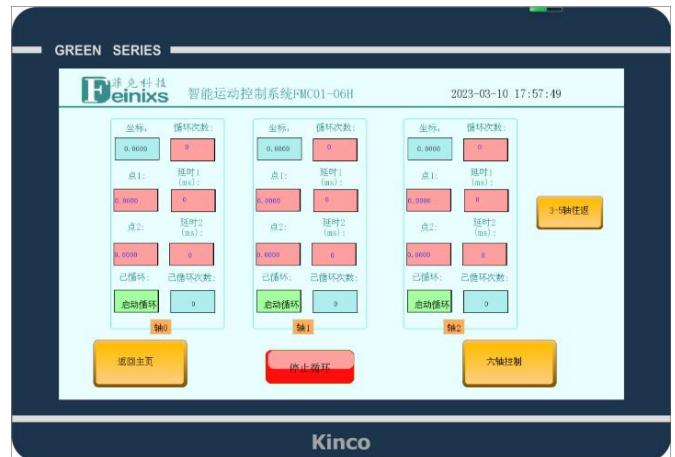 GREEN SERIES
菲克科技
Feinixs
智能运动控制系统FMC01-06H
2023-03-10 17:57:49
坐标: 循环次数: 坐标: 循环次数: 坐标: 循环次数:
0.0000 0 0.0000 0 0.0000 0
点1: 延时1 点1: 延时1 点1: 延时1
(ms): (ms): (ms):
0.0000 0 0.0000 0 0.0000 0
3-5轴往返
点2: 延时2 点2: 延时2 点2: 延时2
(ms): (ms): (ms):
0.0000 0 0.0000 0 0.0000 0
已循环: 已循环次数: 已循环: 已循环次数: 已循环: 已循环次数:
启动循环 0 启动循环 0 启动循环 0
轴0 轴1 轴2
返回主页 停止循环 六轴控制
Kinco